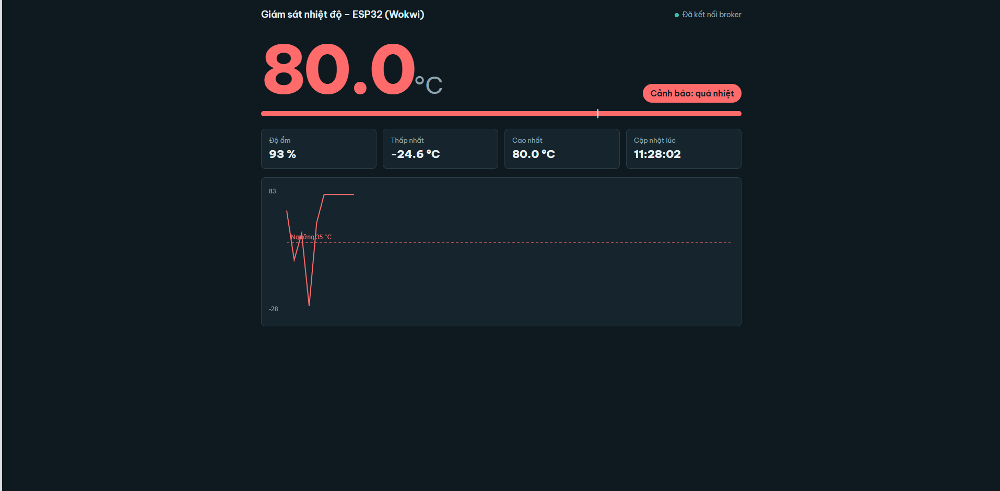 Giám sát nhiệt độ – ESP32 (Wokwi)
Đã kết nối broker
80.0°C
Cảnh báo: quá nhiệt
Độ ẩm
93 %
Thấp nhất
-24.6 °C
Cao nhất
80.0 °C
Cập nhật lúc
11:28:02
83
Ngưỡng 35 °C
-28